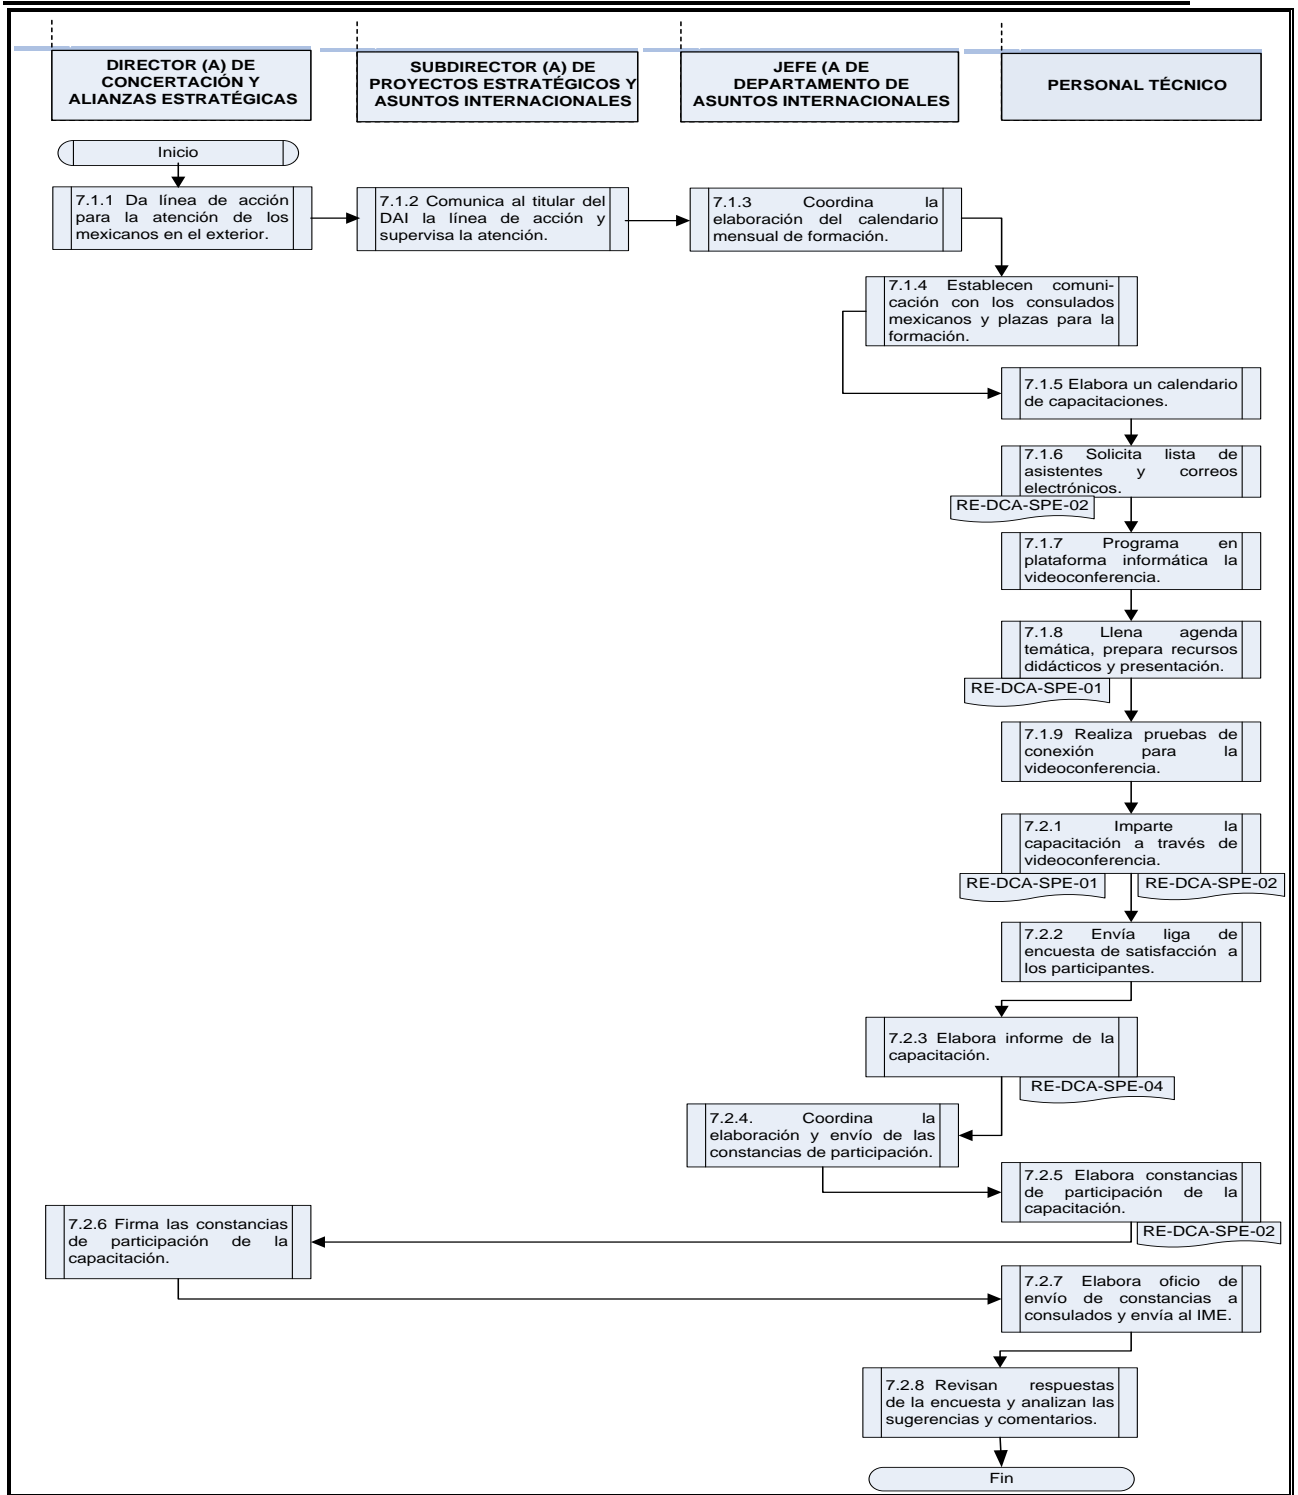 DIRECTOR (A) DE
CONCERTACIÓN Y
ALIANZAS ESTRATÉGICAS
SUBDIRECTOR (A) DE
PROYECTOS ESTRATÉGICOS Y
ASUNTOS INTERNACIONALES
JEFE (A DE
DEPARTAMENTO DE
ASUNTOS INTERNACIONALES
PERSONAL TÉCNICO
Inicio
7.1.1 Da línea de acción
para la atención de los
mexicanos en el exterior.
7.1.2 Comunica al titular del
DAI la línea de acción y
supervisa la atención.
7.1.3 Coordina la
elaboración del calendario
mensual de formación.
7.1.4 Establecen comuni-
cación con los consulados
mexicanos y plazas para la
formación.
7.1.5 Elabora un calendario
de capacitaciones.
7.1.6 Solicita lista de
asistentes y correos
electrónicos.
RE-DCA-SPE-02
7.1.7 Programa en
plataforma informática la
videoconferencia.
7.1.8 Llena agenda
temática, prepara recursos
didácticos y presentación.
RE-DCA-SPE-01
7.1.9 Realiza pruebas de
conexión para la
videoconferencia.
7.2.1 Imparte la
capacitación a través de
videoconferencia.
RE-DCA-SPE-01
RE-DCA-SPE-02
7.2.2 Envía liga de
encuesta de satisfacción a
los participantes.
7.2.3 Elabora informe de la
capacitación.
RE-DCA-SPE-04
7.2.4. Coordina la
elaboración y envío de las
constancias de participación.
7.2.5 Elabora constancias
de participación de la
capacitación.
RE-DCA-SPE-02
7.2.6 Firma las constancias
de participación de la
capacitación.
7.2.7 Elabora oficio de
envío de constancias a
consulados y envía al IME.
7.2.8 Revisan respuestas
de la encuesta y analizan las
sugerencias y comentarios.
Fin